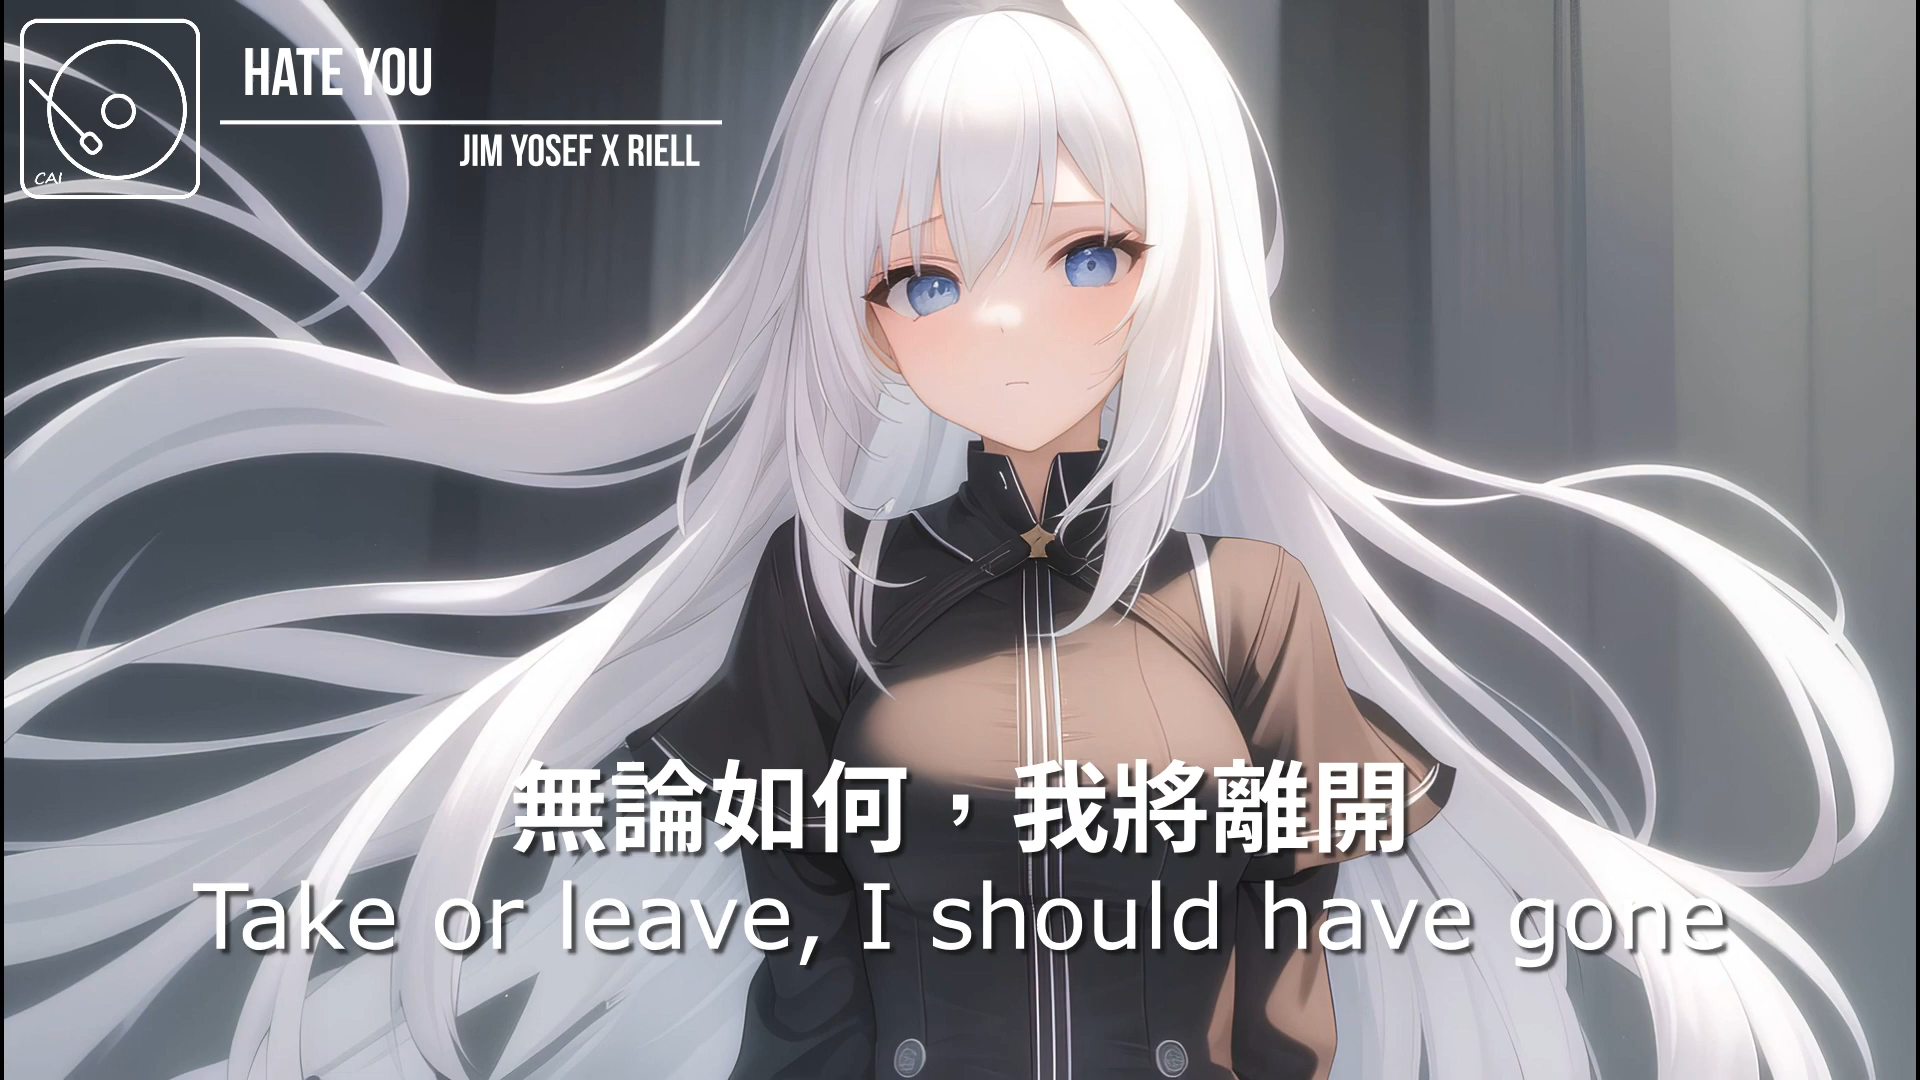 HATE YOU
JIM YOSEF X RIELL
CAI
無論如何，我將離開
Take or leave, I should have gone